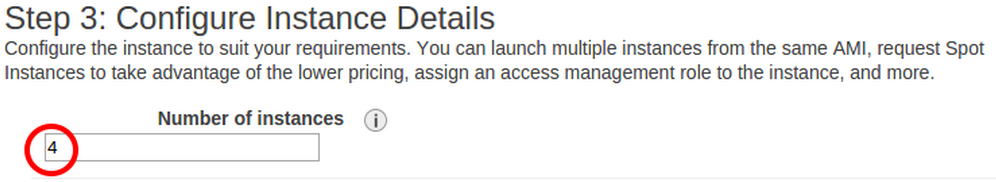 Step 3: Configure Instance Details
Configure the instance to suit your requirements. You can launch multiple instances from the same AMI, request Spot
Instances to take advantage of the lower pricing, assign an access management role to the instance, and more.
Number of instances i
4